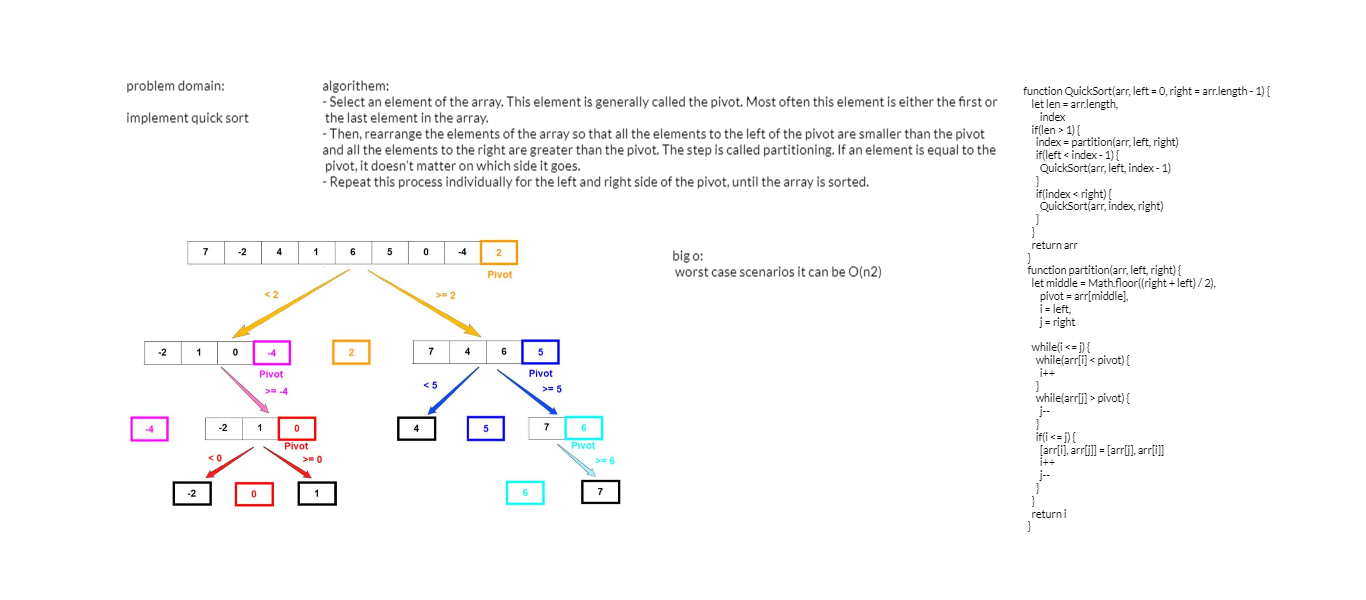 problem domain:
implement quick sort
algorithem:
- Select an element of the array. This element is generally called the pivot. Most often this element is either the first or
the last element in the array.
- Then, rearrange the elements of the array so that all the elements to the left of the pivot are smaller than the pivot
and all the elements to the right are greater than the pivot. The step is called partitioning. If an element is equal to the
pivot, it doesn't matter on which side it goes.
- Repeat this process individually for the left and right side of the pivot, until the array is sorted.
7 -2 4 1 6 5 0 -4 2
Pivot
< 2 >= 2
-2 1 0 -4 2 7 4 6 5
Pivot Pivot
>= -4 < 5 >= 5
-4 -2 1 0 4 5 7 6
Pivot Pivot
< 0 >= 0 >= 6
-2 0 1 6 7
big o:
worst case scenarios it can be O(n2)
function QuickSort(arr, left = 0, right = arr.length - 1) {
let len = arr.length,
index
if(len > 1) {
index = partition(arr, left, right)
if(left < index - 1) {
QuickSort(arr, left, index - 1)
}
if(index < right) {
QuickSort(arr, index, right)
}
}
return arr
}
function partition(arr, left, right) {
let middle = Math.floor((right + left) / 2),
pivot = arr[middle],
i = left,
j = right
while(i <= j) {
while(arr[i] < pivot) {
i++
}
while(arr[j] > pivot) {
j--
}
if(i <= j) {
[arr[i], arr[j]] = [arr[j], arr[i]]
i++
j--
}
}
return i
}